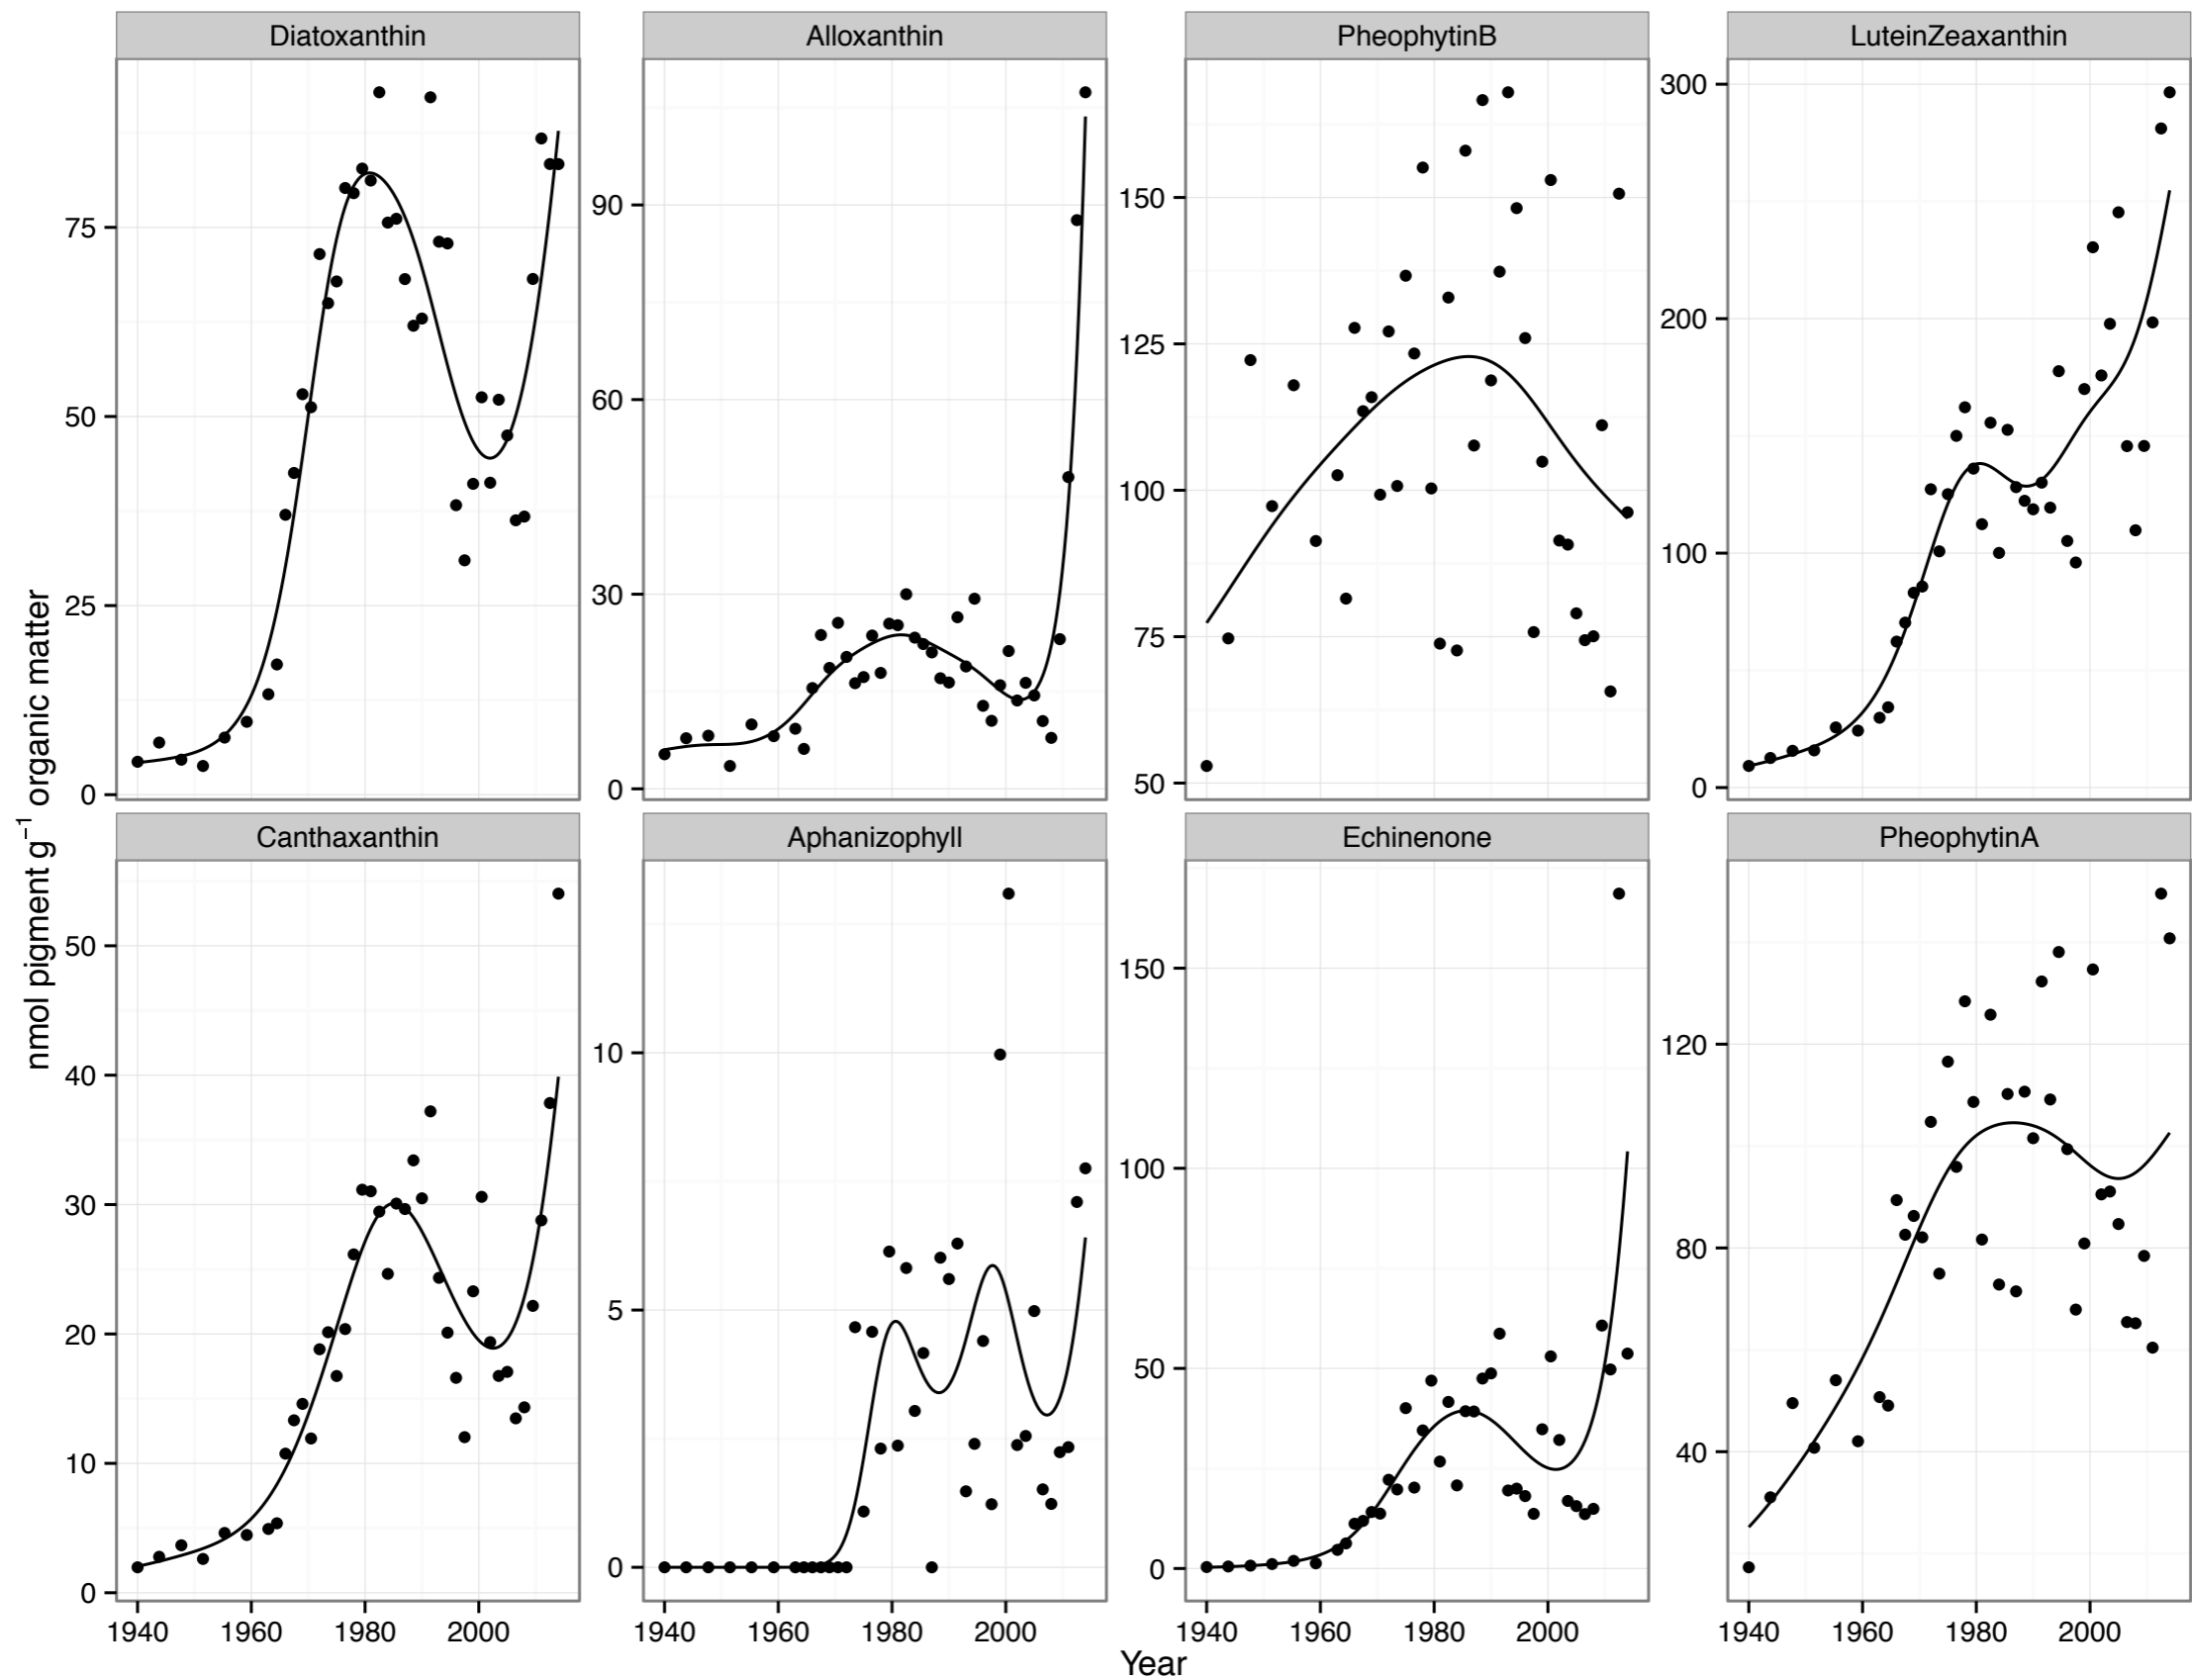 Diatoxanthin
Alloxanthin
PheophytinB
LuteinZeaxanthin
75
50
25
0
90
60
30
0
150
125
100
75
50
300
200
100
0
Canthaxanthin
Aphanizophyll
Echinenone
PheophytinA
50
40
30
20
10
0
10
5
0
150
100
50
0
120
80
40
1940 1960 1980 2000
1940 1960 1980 2000
1940 1960 1980 2000
1940 1960 1980 2000
Year
nmol pigment g⁻¹ organic matter